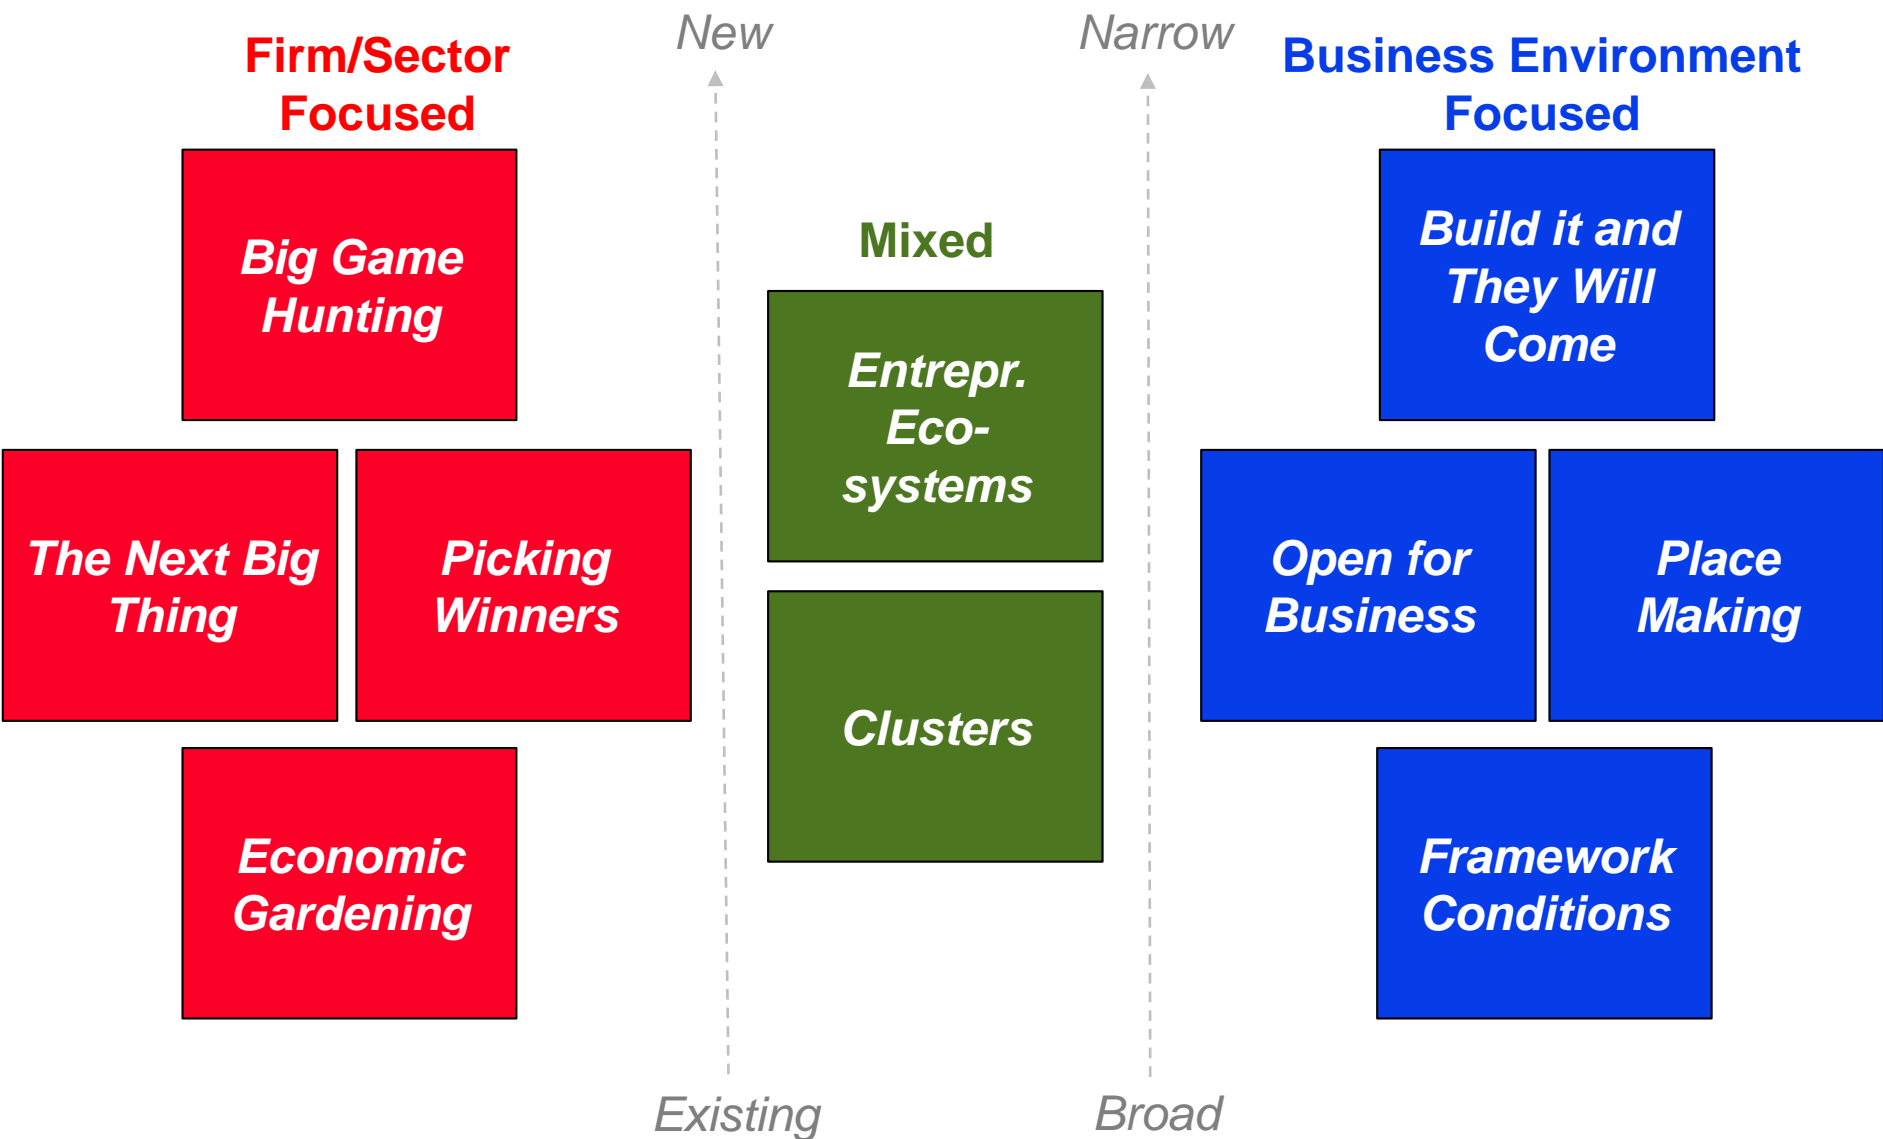 New
Narrow
Firm/Sector
Focused
Business Environment
Focused
Big Game
Hunting
Mixed
Build it and
They Will
Come
Entrepr.
Eco-
systems
The Next Big
Thing
Picking
Winners
Open for
Business
Place
Making
Clusters
Economic
Gardening
Framework
Conditions
Existing
Broad